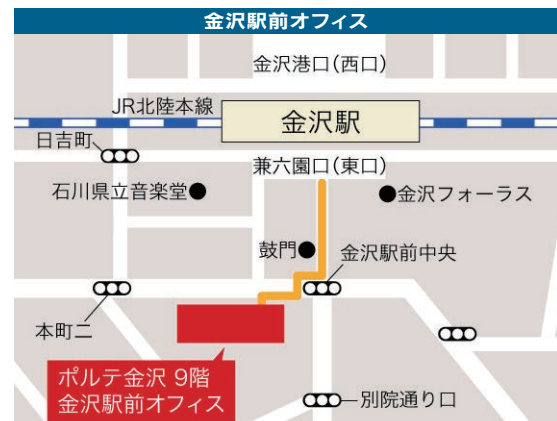 金沢駅前オフィス
金沢港口(西口)
JR北陸本線
金沢駅
日吉町
兼六園口(東口)
石川県立音楽堂
金沢フォーラス
鼓門
金沢駅前中央
本町二
ポルテ金沢 9階
金沢駅前オフィス
別院通り口